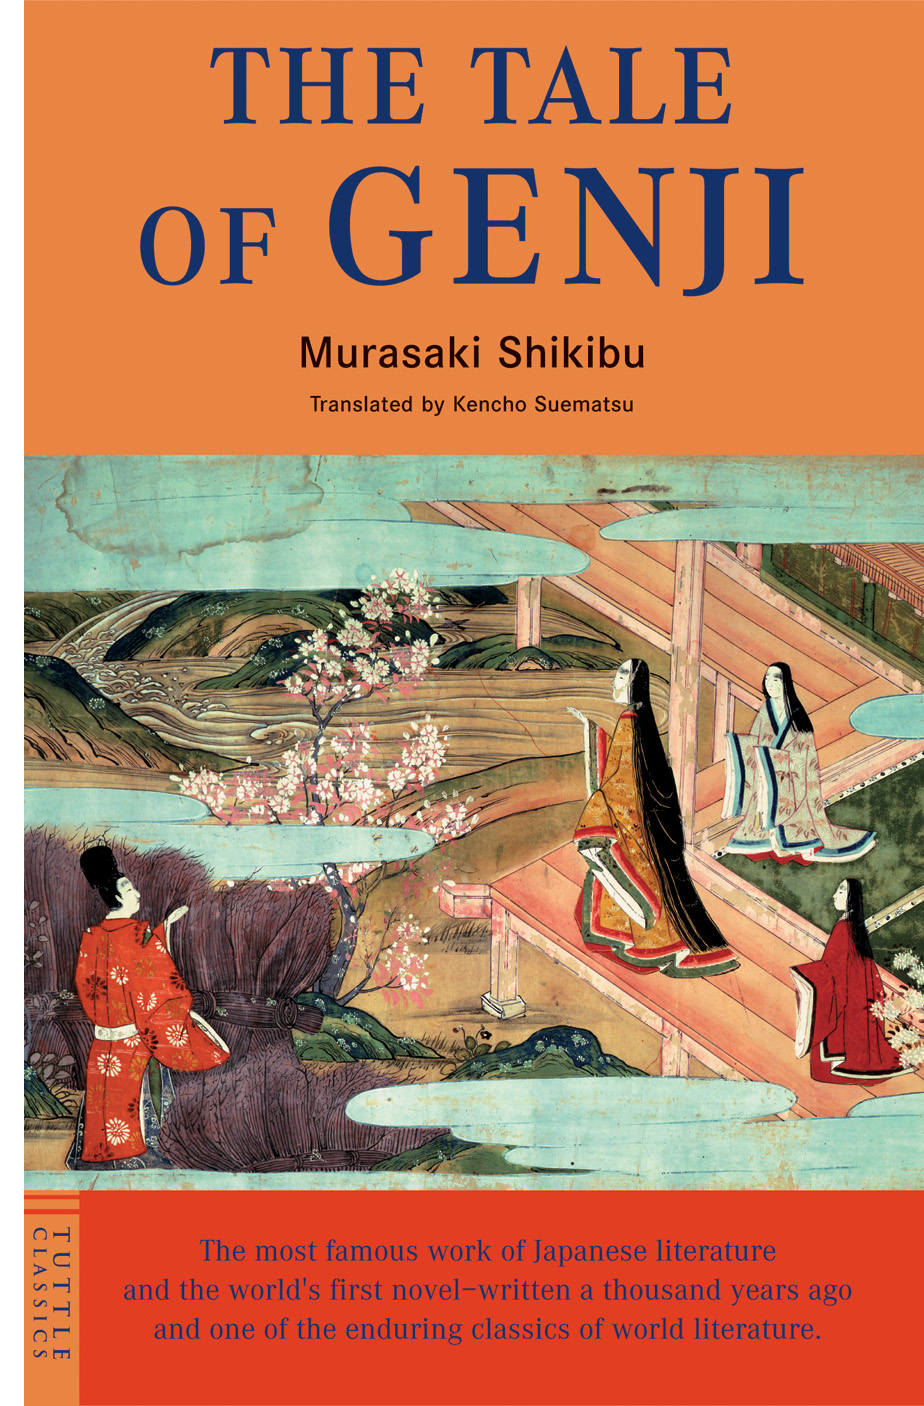 THE TALE
OF GENJI
Murasaki Shikibu
Translated by Kencho Suematsu
TUTTLE
CLASSICS
The most famous work of Japanese literature
and the world's first novel–written a thousand years ago
and one of the enduring classics of world literature.